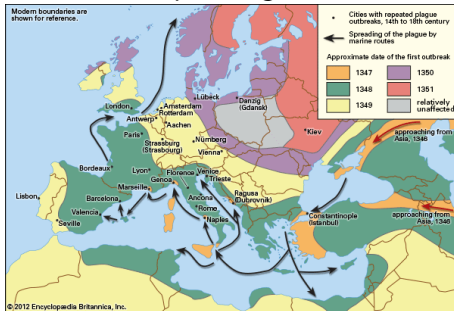 Modern boundaries
are shown for reference.
Cities with repeated plague
outbreaks, 14th to 18th century
Spreading of the plague by
marine routes
Approximate date of the first outbreak
1347
1350
1348
1351
1349
relatively
unaffected
Lübeck
Danzig
(Gdańsk)
London
Amsterdam
Rotterdam
Antwerp
Aachen
Kiev
Paris
Strassburg
(Strasbourg)
Nürnberg
Vienna
approaching from
Asia, 1346
Bordeaux
Lyon
Genoa
Florence
Venice
Trieste
Marseille
Ragusa
(Dubrovnik)
Lisbon
Barcelona
Ancona
Rome
Constantinople
(Istanbul)
approaching from
Asia, 1346
Valencia
Naples
Seville
© 2012 Encyclopædia Britannica, Inc.